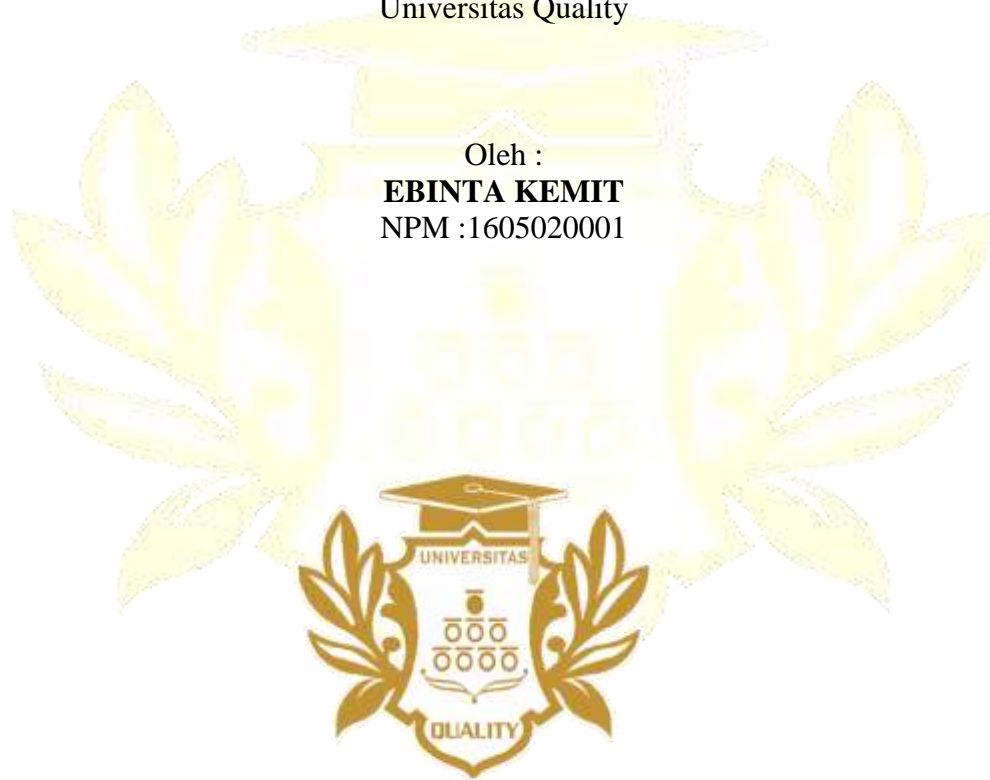 Universitas Quality
Oleh :
EBINTA KEMIT
NPM :1605020001
UNIVERSITAS
QUALITY